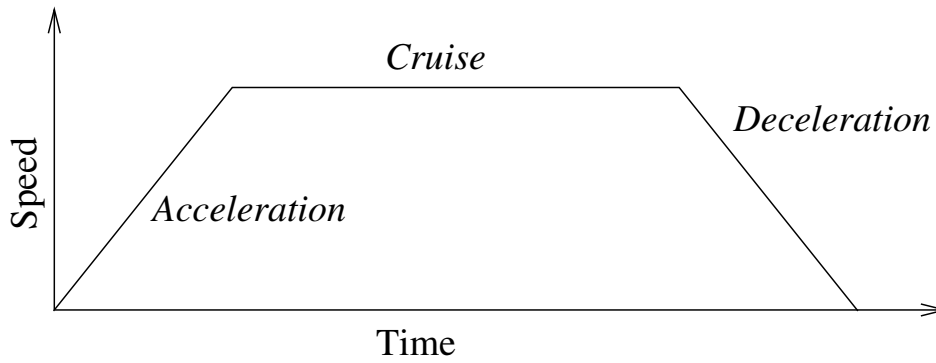 Cruise
Deceleration
Acceleration
Speed
Time